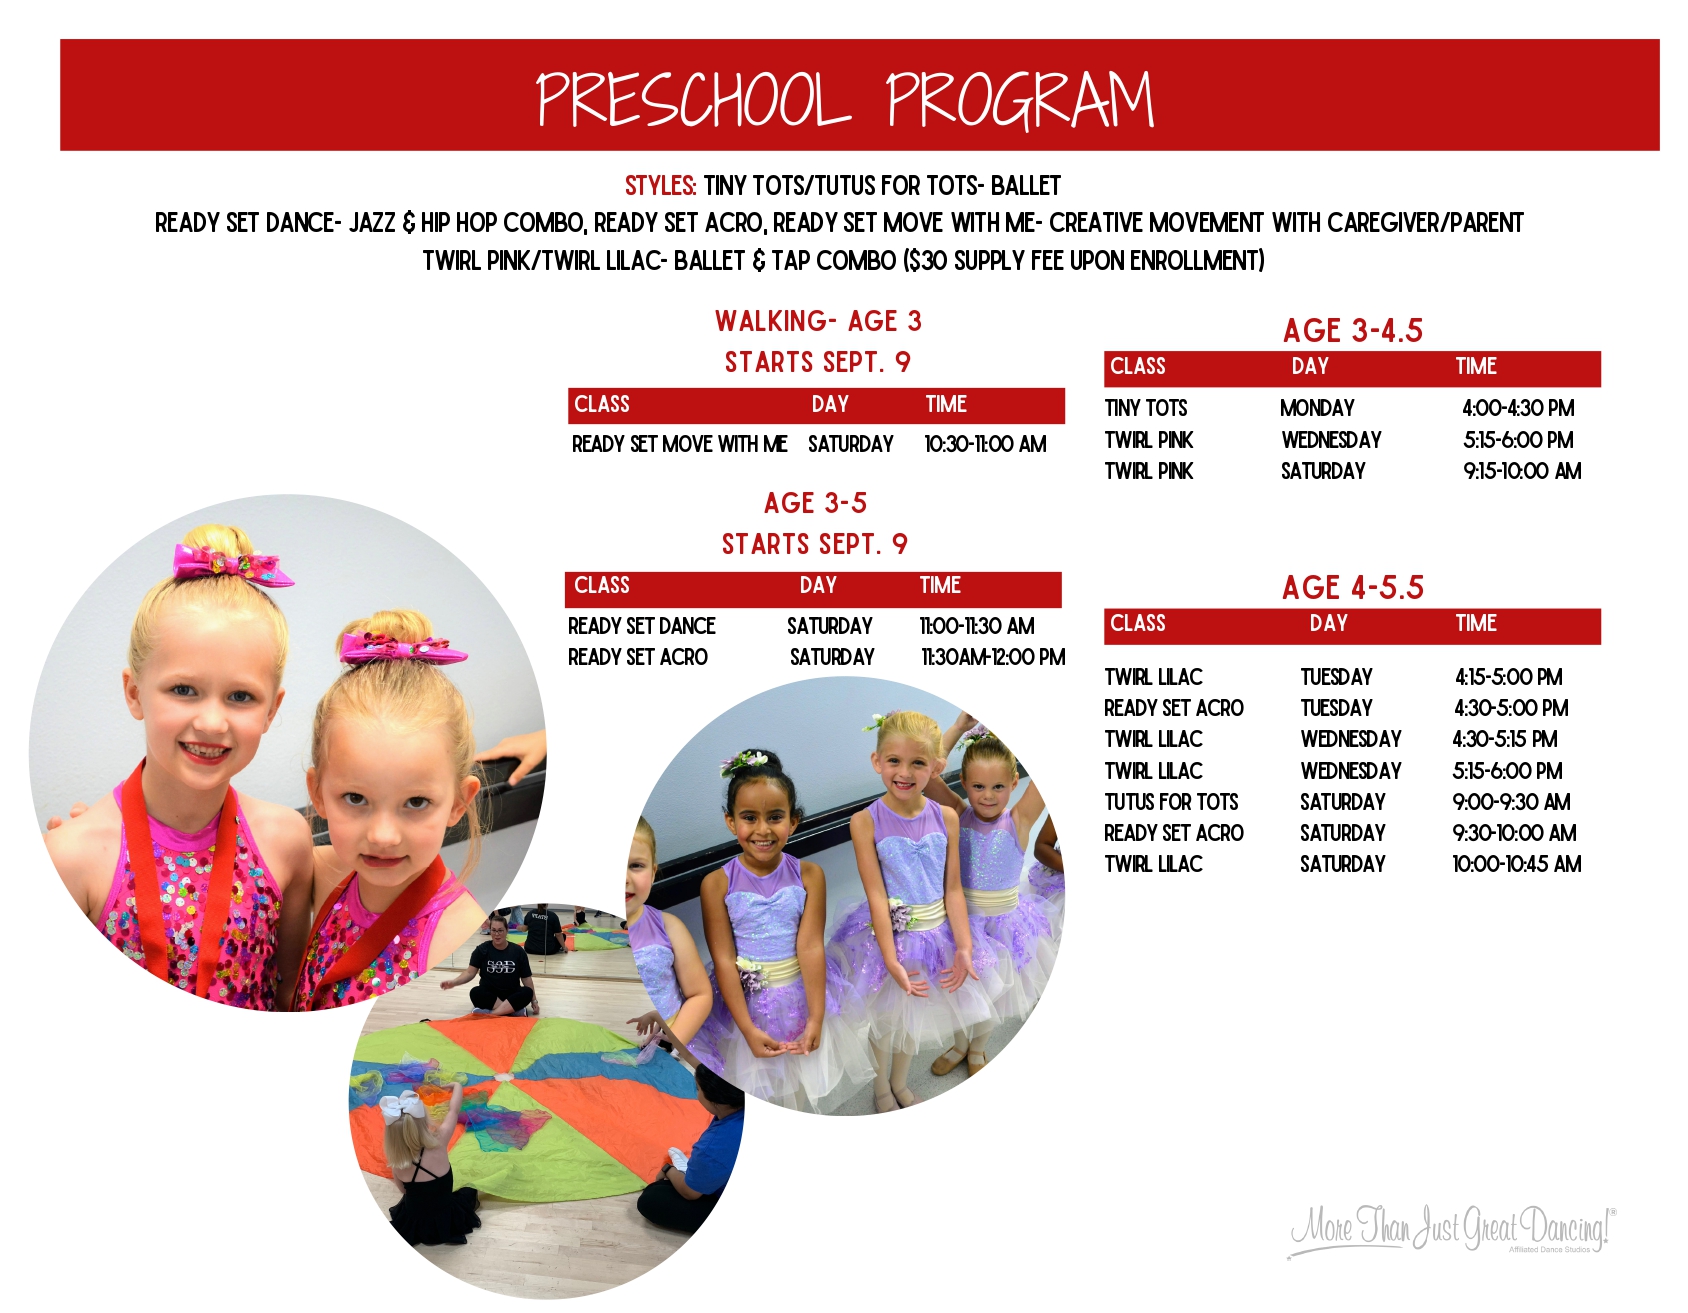 PRESCHOOL PROGRAM
STYLES: TINY TOTS/TUTUS FOR TOTS- BALLET
READY SET DANCE- JAZZ & HIP HOP COMBO, READY SET ACRO, READY SET MOVE WITH ME- CREATIVE MOVEMENT WITH CAREGIVER/PARENT
TWIRL PINK/TWIRL LILAC- BALLET & TAP COMBO ($30 SUPPLY FEE UPON ENROLLMENT)
WALKING- AGE 3
STARTS SEPT. 9
CLASS DAY TIME
READY SET MOVE WITH ME SATURDAY 10:30-11:00 AM
AGE 3-5
STARTS SEPT. 9
CLASS DAY TIME
READY SET DANCE SATURDAY 11:00-11:30 AM
READY SET ACRO SATURDAY 11:30AM-12:00 PM
AGE 3-4.5
CLASS DAY TIME
TINY TOTS MONDAY 4:00-4:30 PM
TWIRL PINK WEDNESDAY 5:15-6:00 PM
TWIRL PINK SATURDAY 9:15-10:00 AM
AGE 4-5.5
CLASS DAY TIME
TWIRL LILAC TUESDAY 4:15-5:00 PM
READY SET ACRO TUESDAY 4:30-5:00 PM
TWIRL LILAC WEDNESDAY 4:30-5:15 PM
TWIRL LILAC WEDNESDAY 5:15-6:00 PM
TUTUS FOR TOTS SATURDAY 9:00-9:30 AM
READY SET ACRO SATURDAY 9:30-10:00 AM
TWIRL LILAC SATURDAY 10:00-10:45 AM
More Than Just Great Dancing!®
Affiliated Dance Studios